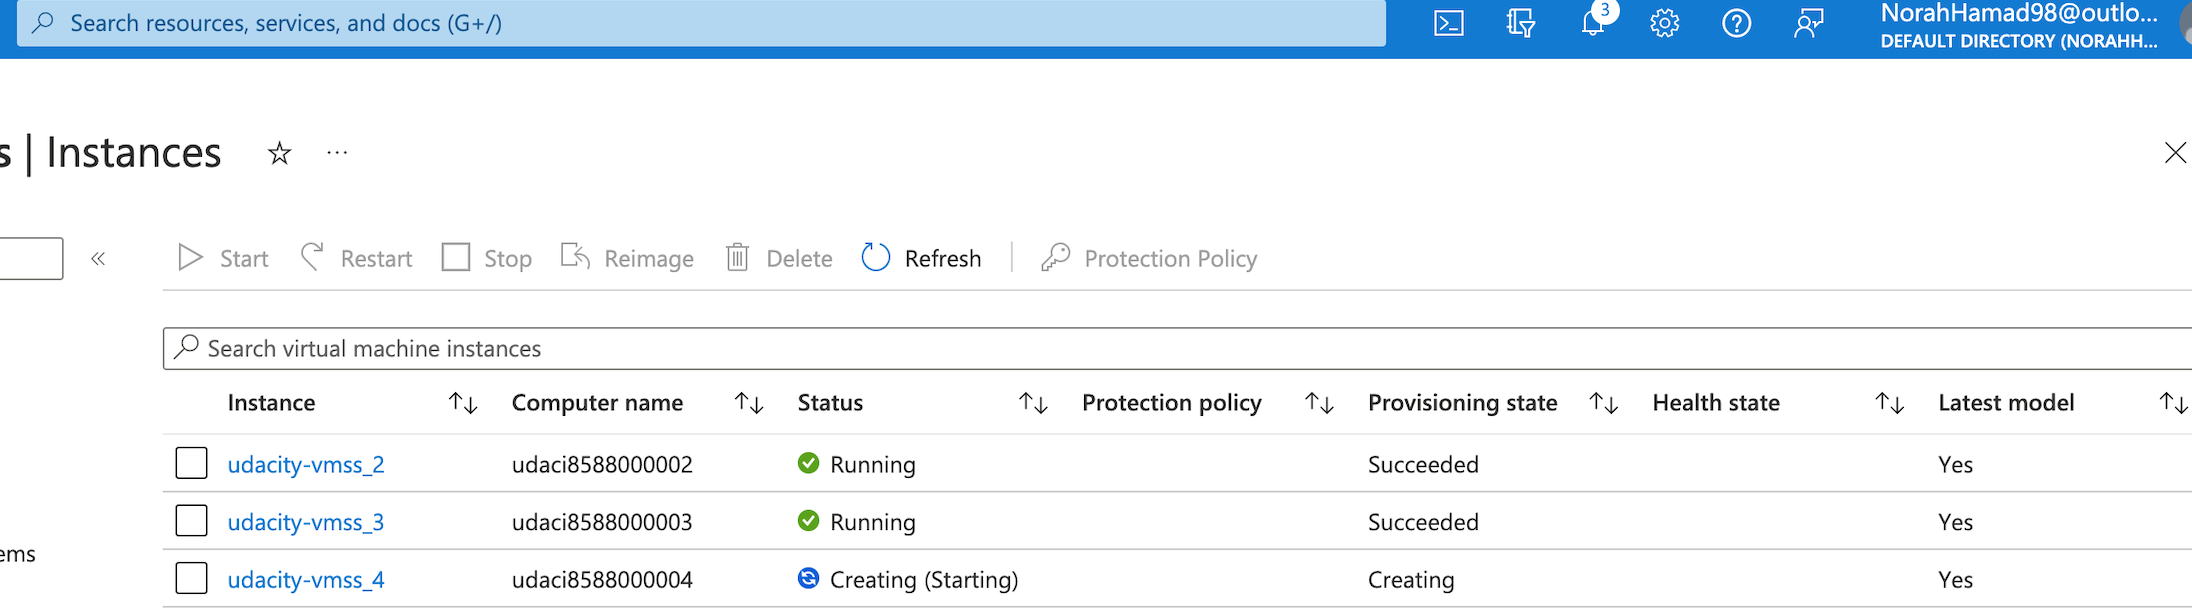 Search resources, services, and docs (G+/)
3
NorahHamad98@outlo...
DEFAULT DIRECTORY (NORAHH...
s | Instances
Start Restart Stop Reimage Delete Refresh Protection Policy
Search virtual machine instances
Instance Computer name Status Protection policy Provisioning state Health state Latest model
udacity-vmss_2 udaci8588000002 Running Succeeded Yes
udacity-vmss_3 udaci8588000003 Running Succeeded Yes
ems
udacity-vmss_4 udaci8588000004 Creating (Starting) Creating Yes